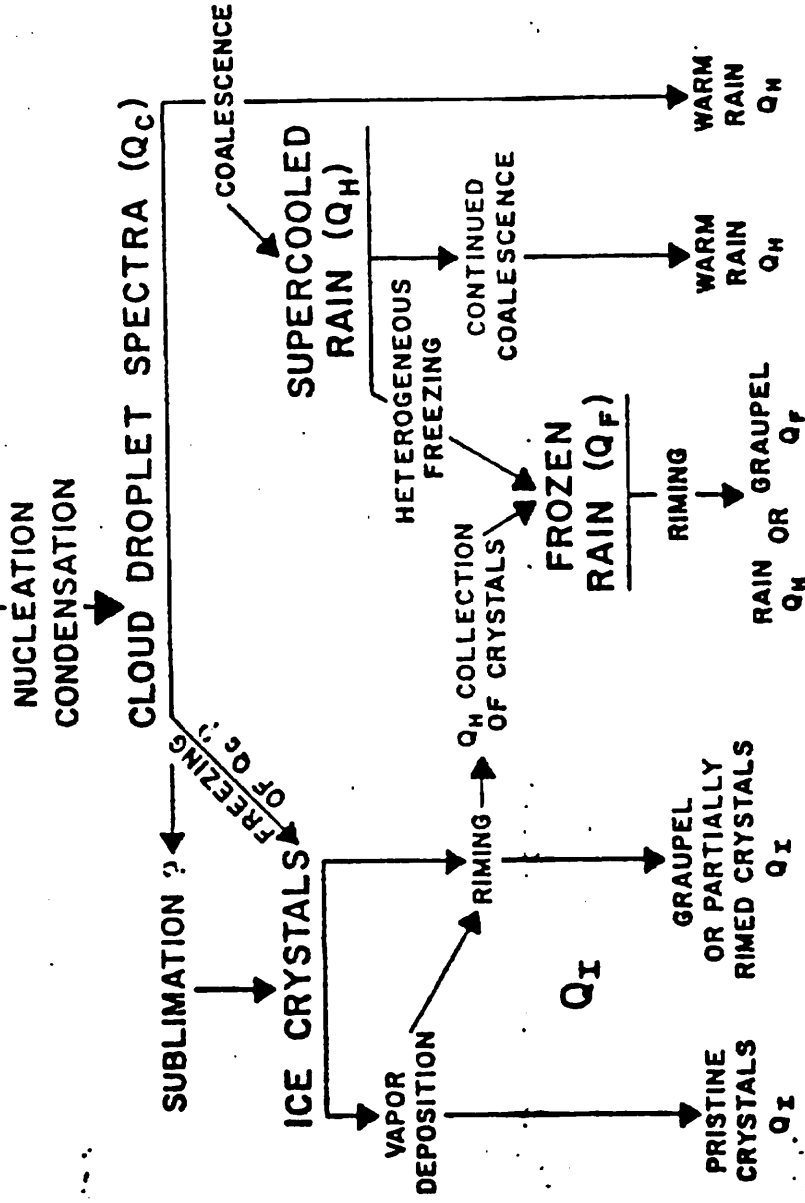 NUCLEATION
CONDENSATION
CLOUD DROPLET SPECTRA (QC)
SUBLIMATION ?
FREEZING
OF QC ?
COALESCENCE
ICE CRYSTALS
SUPERCOOLED
RAIN (QH)
VAPOR
DEPOSITION
RIMING
QH COLLECTION
OF CRYSTALS
HETEROGENEOUS
FREEZING
CONTINUED
COALESCENCE
FROZEN
RAIN (QF)
QI
RIMING
PRISTINE
CRYSTALS
QI
GRAUPEL
OR PARTIALLY
RIMED CRYSTALS
QI
RAIN OR GRAUPEL
QH QF
WARM
RAIN
QH
WARM
RAIN
QH